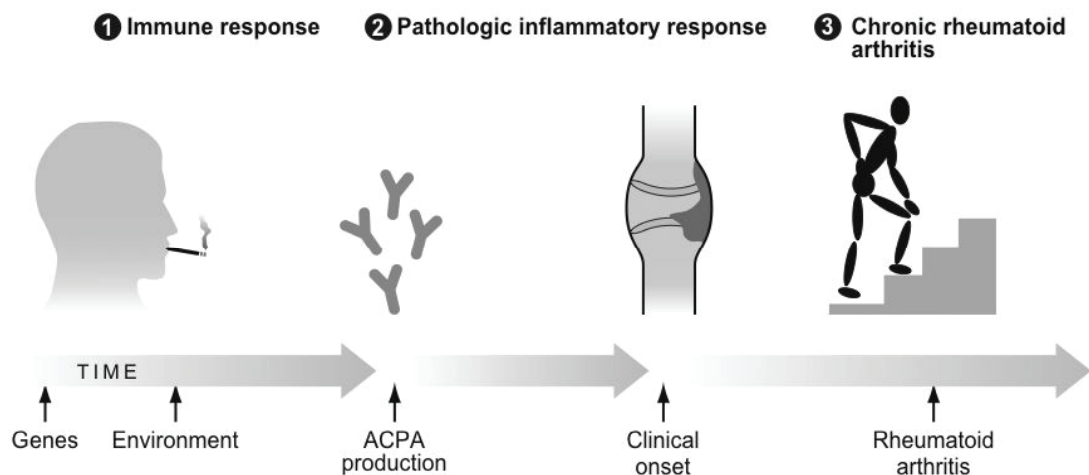 1 Immune response
2 Pathologic inflammatory response
3 Chronic rheumatoid
arthritis
TIME
Genes
Environment
ACPA
production
Clinical
onset
Rheumatoid
arthritis